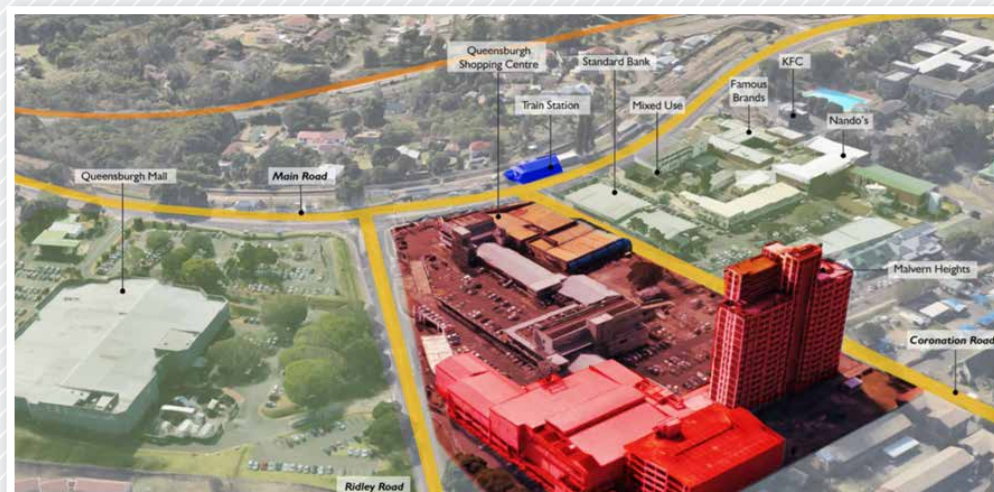 Queensburgh
Shopping Centre
Standard Bank
KFC
Famous
Brands
Train Station
Mixed Use
Nando's
Queensburgh Mall
Main Road
Malvern Heights
Coronation Road
Ridley Road